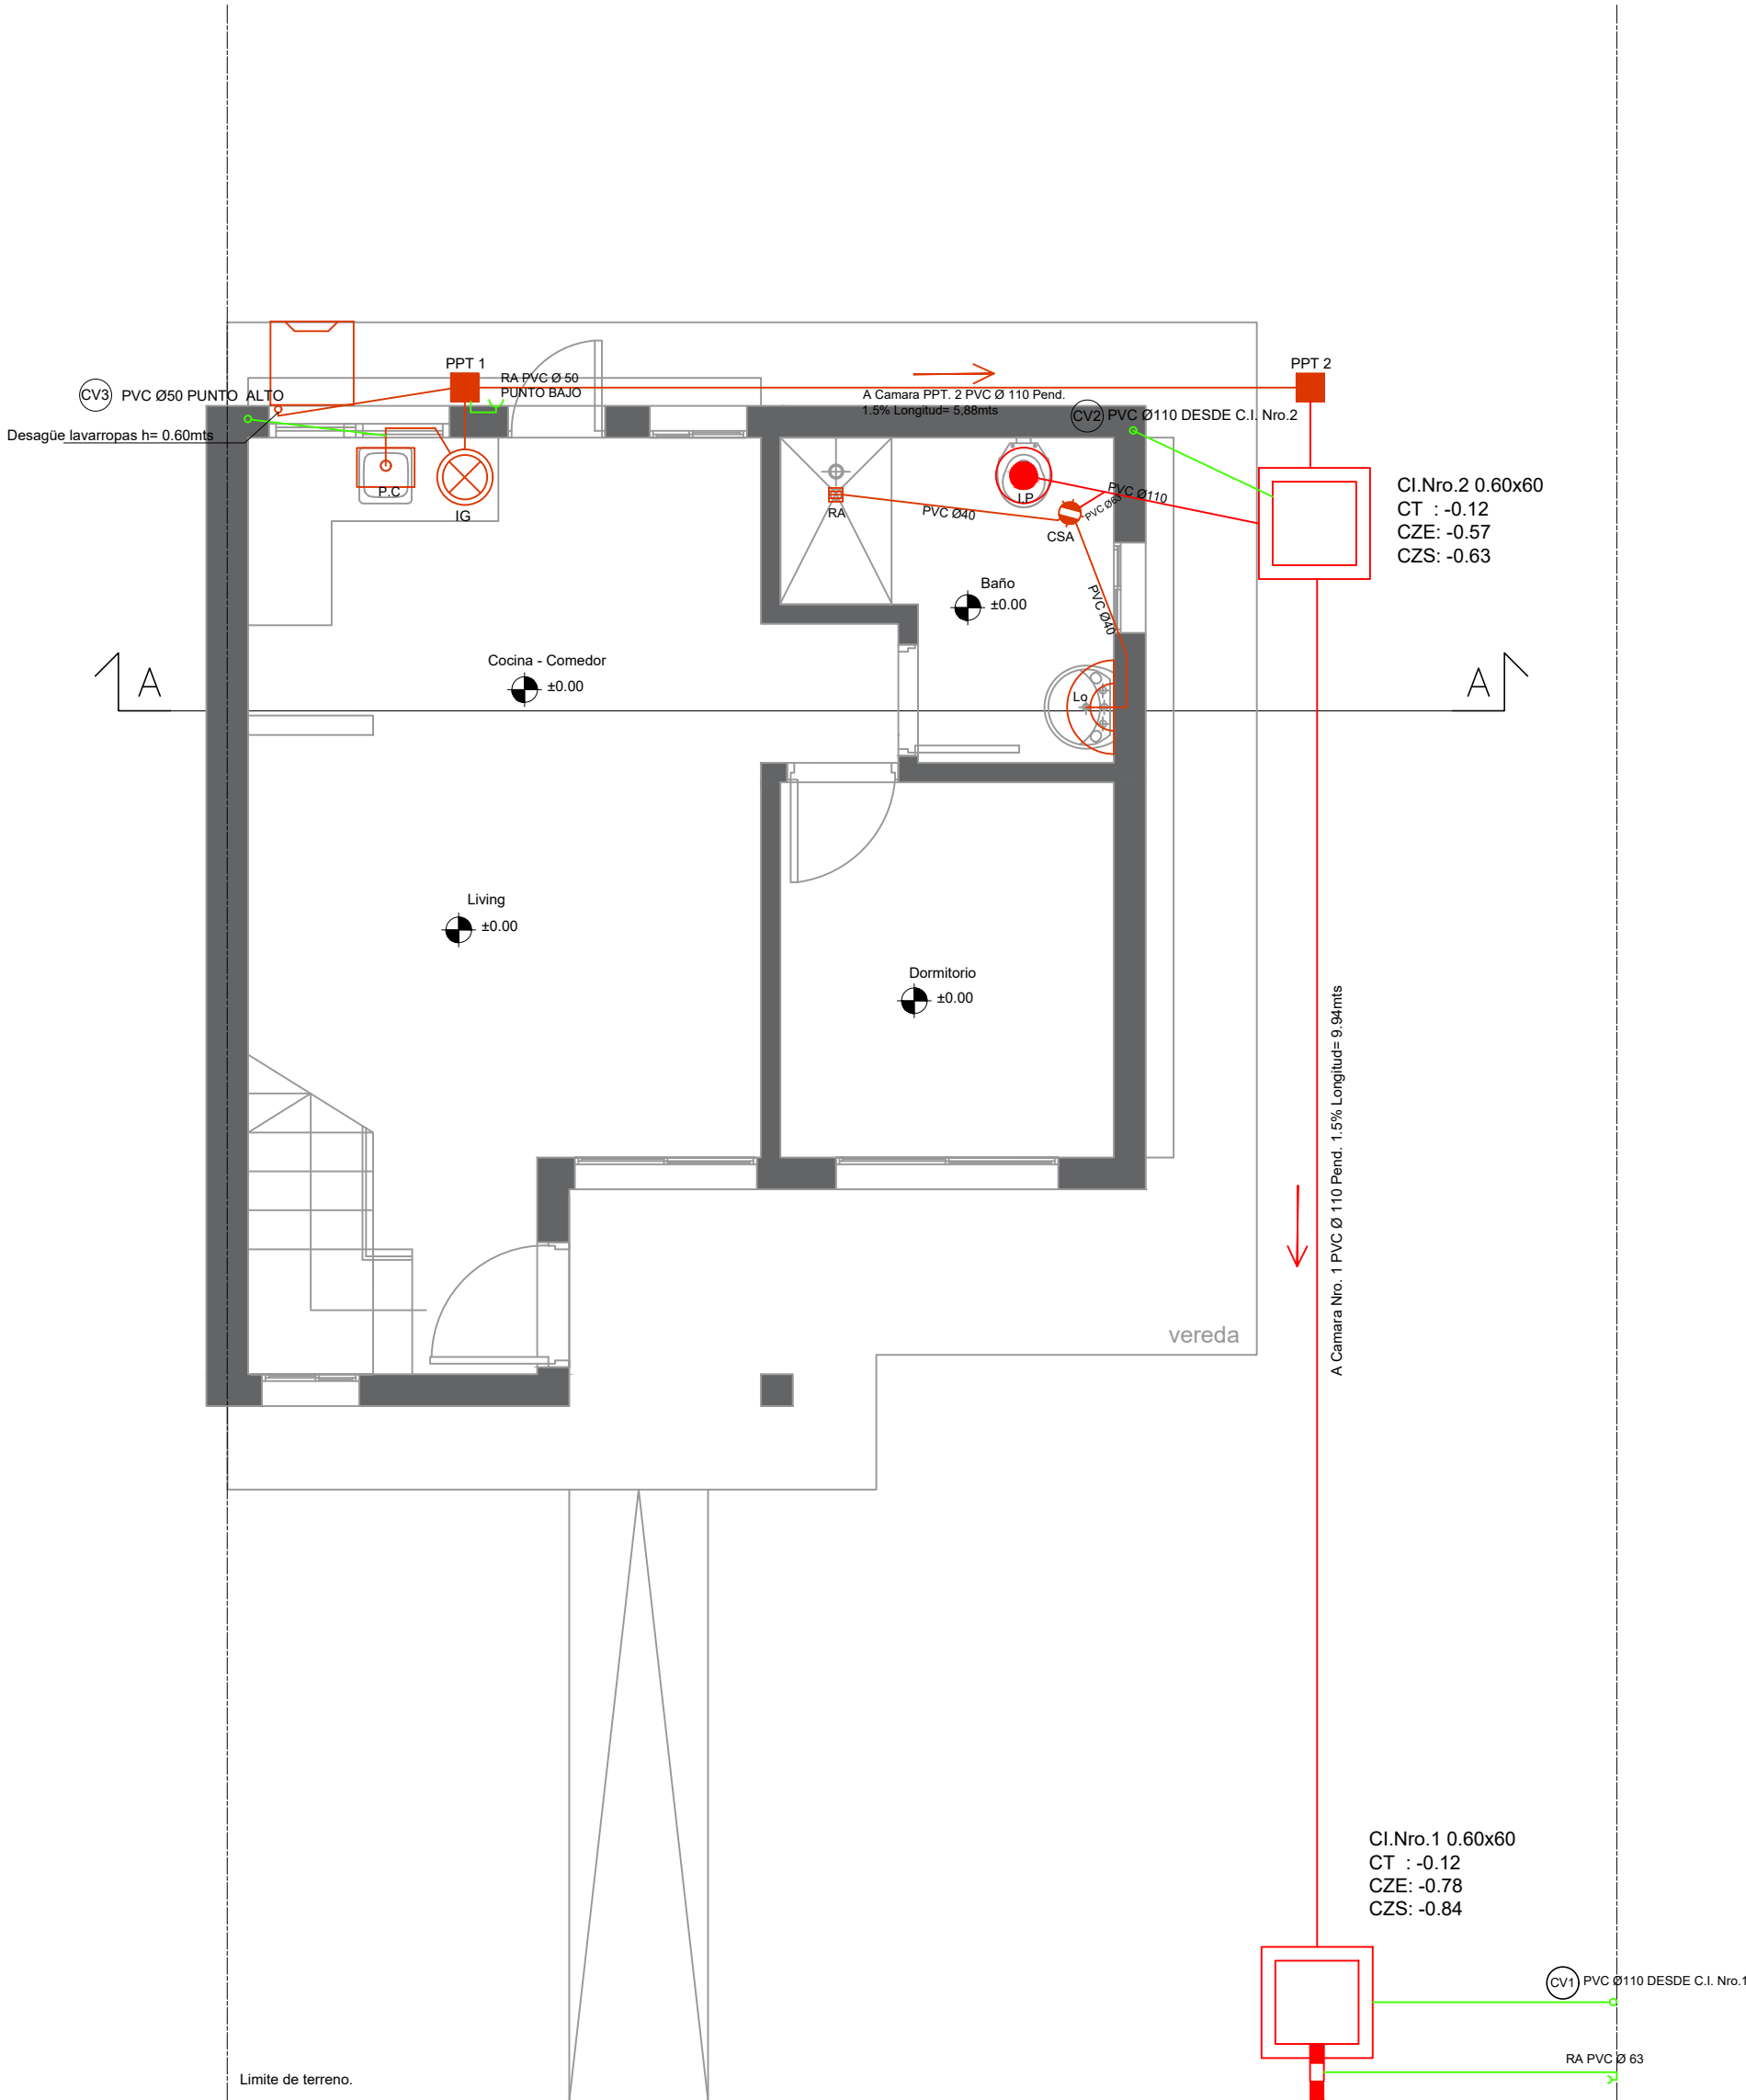 PPT 1
PPT 2
CV3
PVC Ø50 PUNTO ALTO
RA PVC Ø 50
PUNTO BAJO
A Camara PPT. 2 PVC Ø 110 Pend.
1.5% Longitud= 5,88mts
CV2
PVC Ø110 DESDE C.I. Nro.2
Desagüe lavarropas h= 0.60mts
P.C
IG
RA
PVC Ø40
I.P
PVC Ø110
PVC Ø63
CSA
CI.Nro.2 0.60x60
CT : -0.12
CZE: -0.57
CZS: -0.63
Baño
±0.00
PVC Ø40
Cocina - Comedor
±0.00
A
A
Lo
Living
±0.00
Dormitorio
±0.00
A Camara Nro. 1 PVC Ø 110 Pend. 1.5% Longitud= 9.94mts
vereda
CI.Nro.1 0.60x60
CT : -0.12
CZE: -0.78
CZS: -0.84
CV1
PVC Ø110 DESDE C.I. Nro.1
RA PVC Ø 63
Limite de terreno.